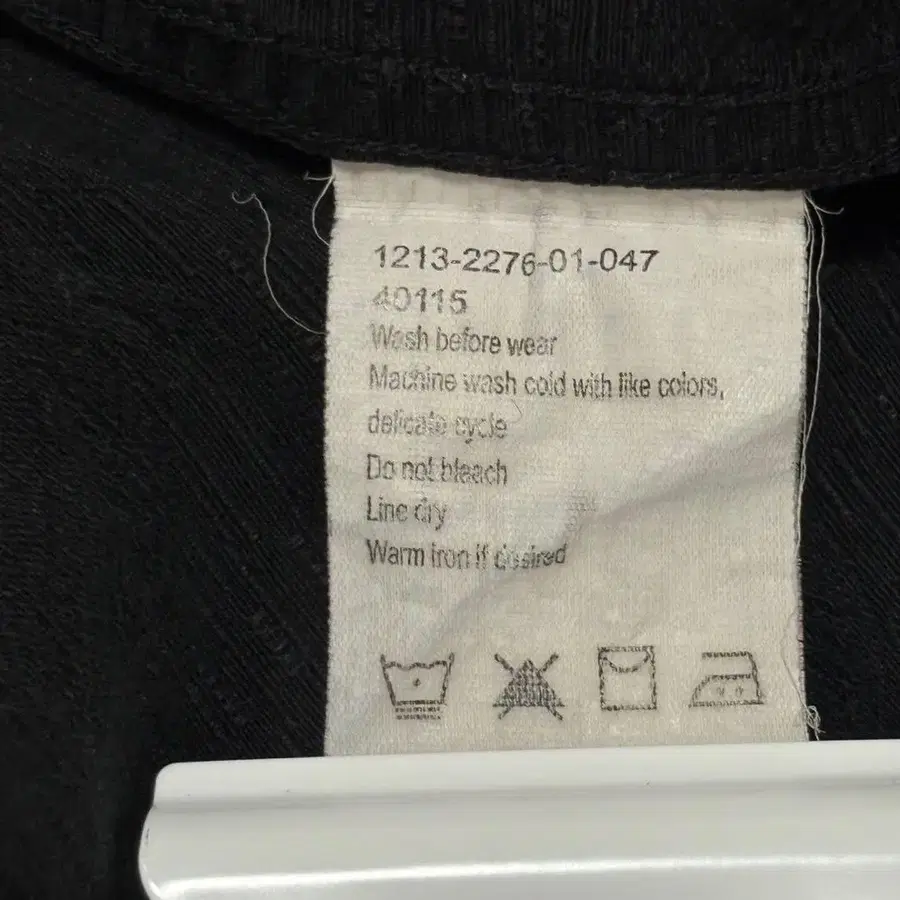 1213-2276-01-047
40115
Wash before wear
Machine wash cold with like colors,
delicate cycle
Do not bleach
Line dry
Warm iron if desired